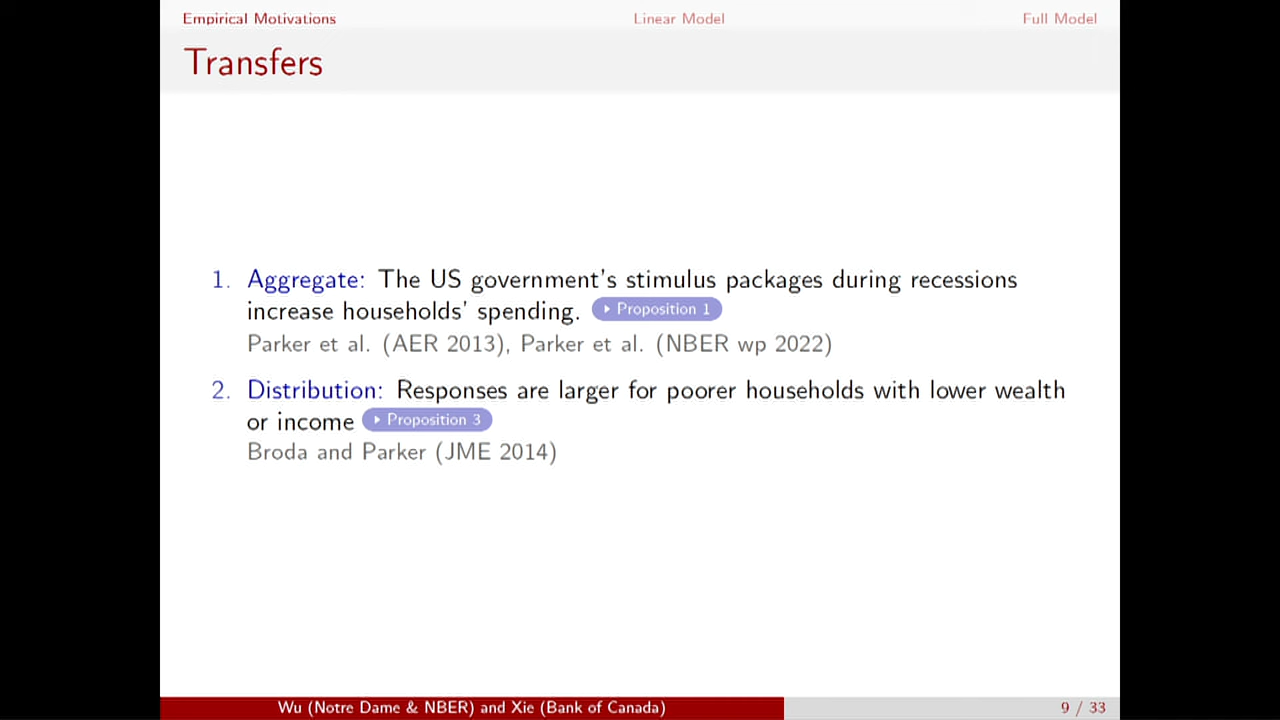 Empirical Motivations Linear Model Full Model
Transfers
1. Aggregate: The US government's stimulus packages during recessions
increase households' spending. Proposition 1
Parker et al. (AER 2013), Parker et al. (NBER wp 2022)
2. Distribution: Responses are larger for poorer households with lower wealth
or income Proposition 3
Broda and Parker (JME 2014)
Wu (Notre Dame & NBER) and Xie (Bank of Canada) 9 / 33